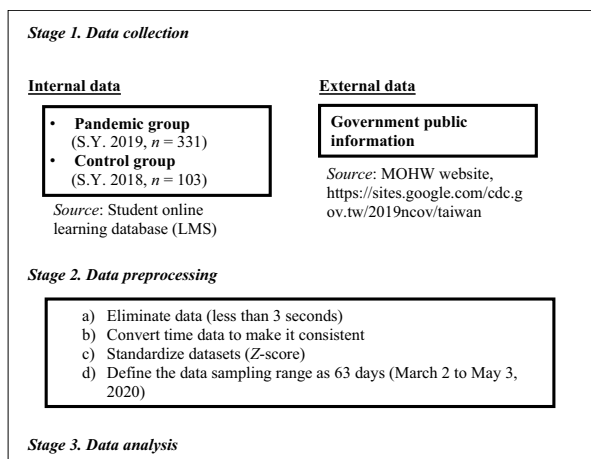 Stage 1. Data collection
Internal data
External data
• Pandemic group
(S.Y. 2019, n = 331)
• Control group
(S.Y. 2018, n = 103)
Source: Student online
learning database (LMS)
Government public
information
Source: MOHW website,
https://sites.google.com/cdc.g
ov.tw/2019ncov/taiwan
Stage 2. Data preprocessing
a) Eliminate data (less than 3 seconds)
b) Convert time data to make it consistent
c) Standardize datasets (Z-score)
d) Define the data sampling range as 63 days (March 2 to May 3,
2020)
Stage 3. Data analysis